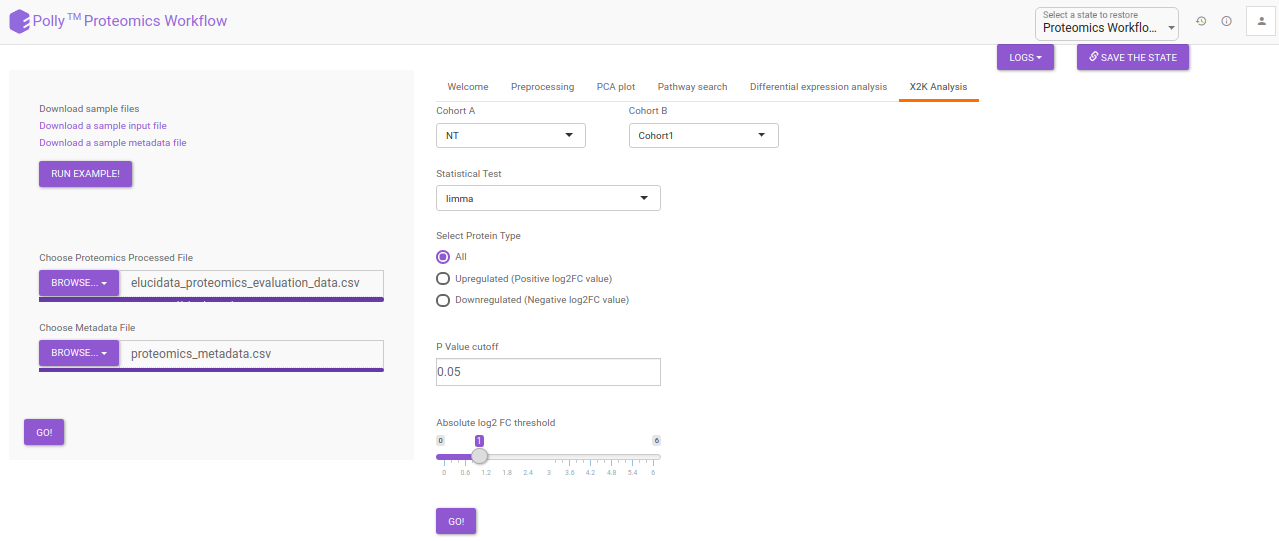 Polly™ Proteomics Workflow
Select a state to restore
Proteomics Workflo...
LOGS
SAVE THE STATE
Download sample files
Download a sample input file
Download a sample metadata file
RUN EXAMPLE!
Choose Proteomics Processed File
BROWSE... elucidata_proteomics_evaluation_data.csv
Choose Metadata File
BROWSE... proteomics_metadata.csv
GO!
Welcome Preprocessing PCA plot Pathway search Differential expression analysis X2K Analysis
Cohort A Cohort B
NT Cohort1
Statistical Test
limma
Select Protein Type
All
Upregulated (Positive log2FC value)
Downregulated (Negative log2FC value)
P Value cutoff
0.05
Absolute log2 FC threshold
0 1 6
0 0.6 1.2 1.8 2.4 3 3.6 4.2 4.8 5.4 6
GO!